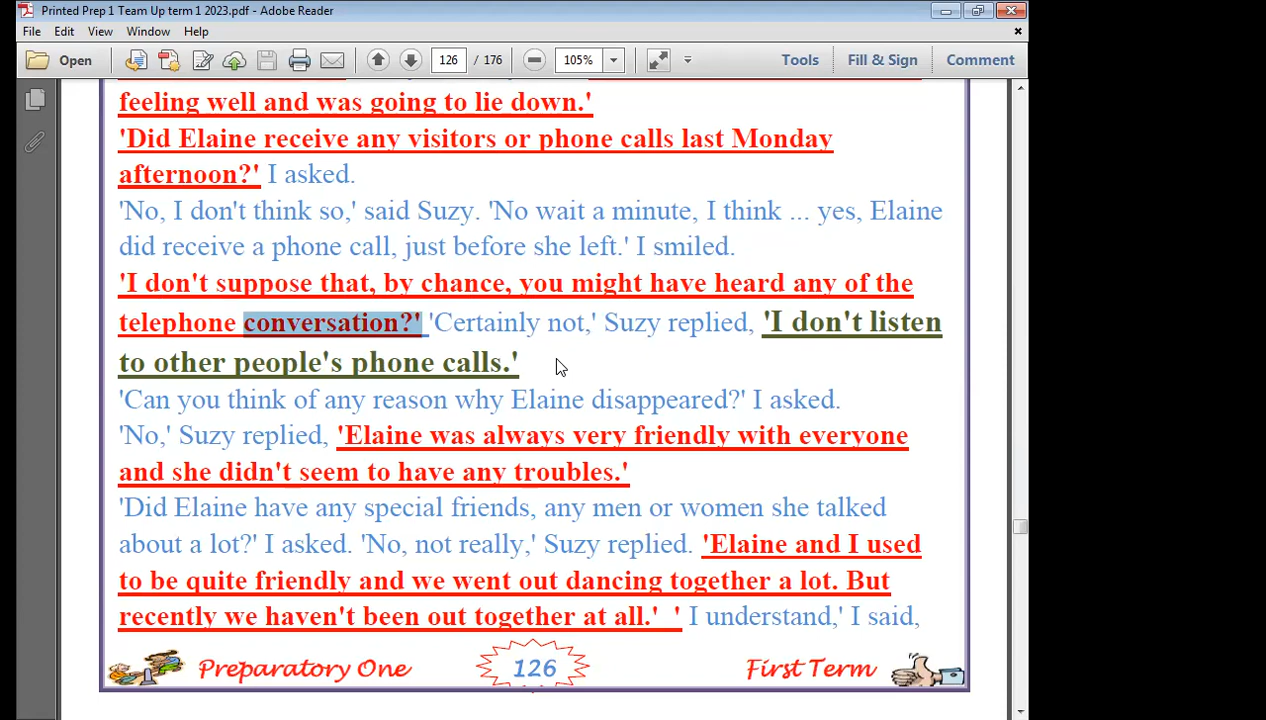 Printed Prep 1 Team Up term 1 2023.pdf - Adobe Reader
File Edit View Window Help
Open 126 / 176 105% Tools Fill & Sign Comment
feeling well and was going to lie down.'
'Did Elaine receive any visitors or phone calls last Monday
afternoon?' I asked.
'No, I don't think so,' said Suzy. 'No wait a minute, I think ... yes, Elaine
did receive a phone call, just before she left.' I smiled.
'I don't suppose that, by chance, you might have heard any of the
telephone conversation?' 'Certainly not,' Suzy replied, 'I don't listen
to other people's phone calls.'
'Can you think of any reason why Elaine disappeared?' I asked.
'No,' Suzy replied, 'Elaine was always very friendly with everyone
and she didn't seem to have any troubles.'
'Did Elaine have any special friends, any men or women she talked
about a lot?' I asked. 'No, not really,' Suzy replied. 'Elaine and I used
to be quite friendly and we went out dancing together a lot. But
recently we haven't been out together at all.' ' I understand,' I said,
Preparatory One 126 First Term